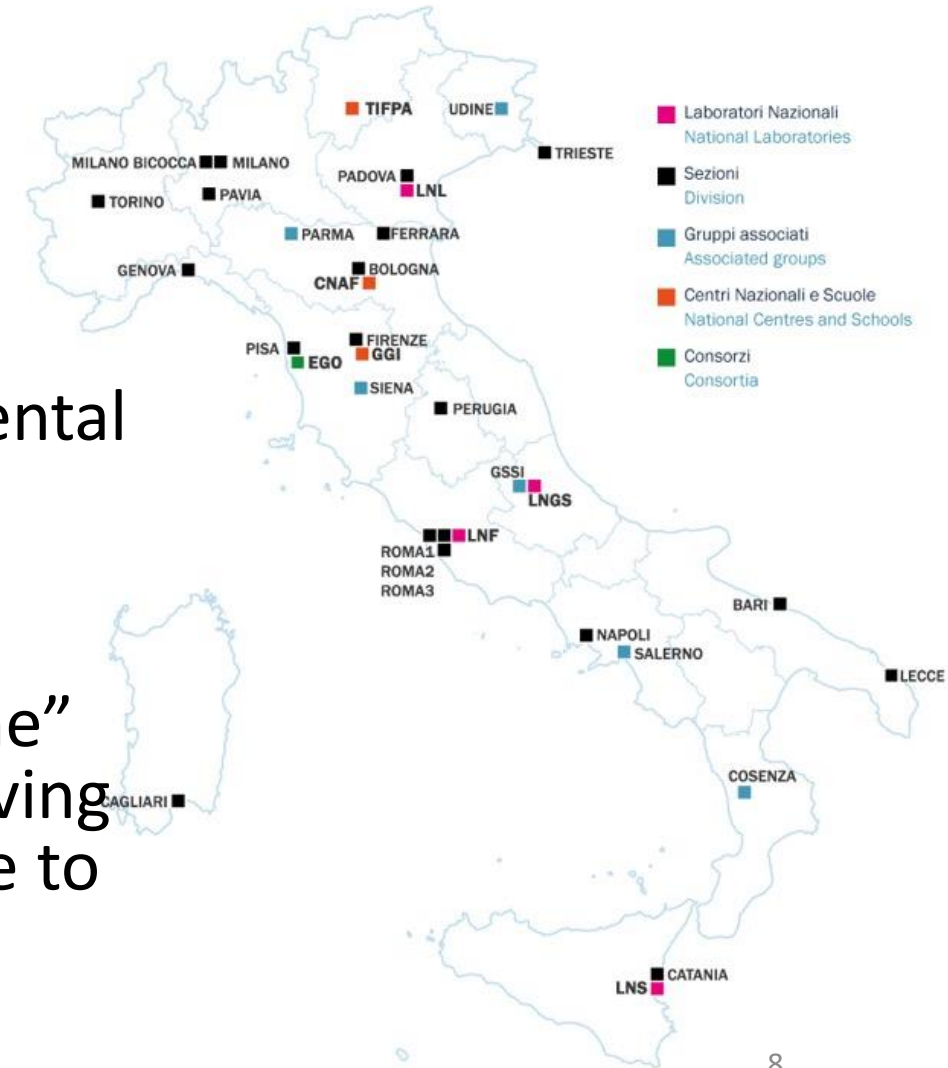 TIFPA
UDINE
TRIESTE
MILANO BICOCCA
MILANO
PADOVA
LNL
TORINO
PAVIA
PARMA
FERRARA
GENOVA
BOLOGNA
CNAF
PISA
EGO
FIRENZE
GGI
SIENA
PERUGIA
GSSI
LNGS
LNF
ROMA1
ROMA2
ROMA3
BARI
NAPOLI
SALERNO
LECCE
COSENZA
CAGLIARI
CATANIA
LNS
Laboratori Nazionali
National Laboratories
Sezioni
Division
Gruppi associati
Associated groups
Centri Nazionali e Scuole
National Centres and Schools
Consorzi
Consortia
ental
e”
ving
e to
8